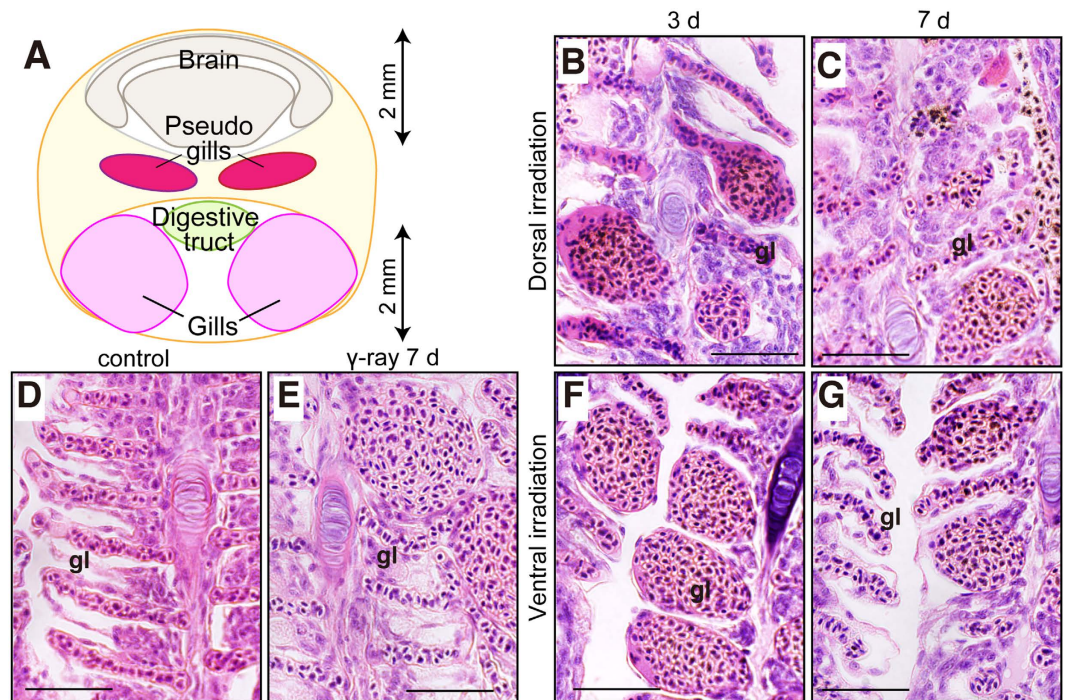 A
Brain
Pseudo
gills
Digestive
truct
Gills
2 mm
2 mm
3 d
7 d
Dorsal irradiation
B
gl
C
gl
control
γ-ray 7 d
D
gl
E
gl
Ventral irradiation
F
gl
G
gl